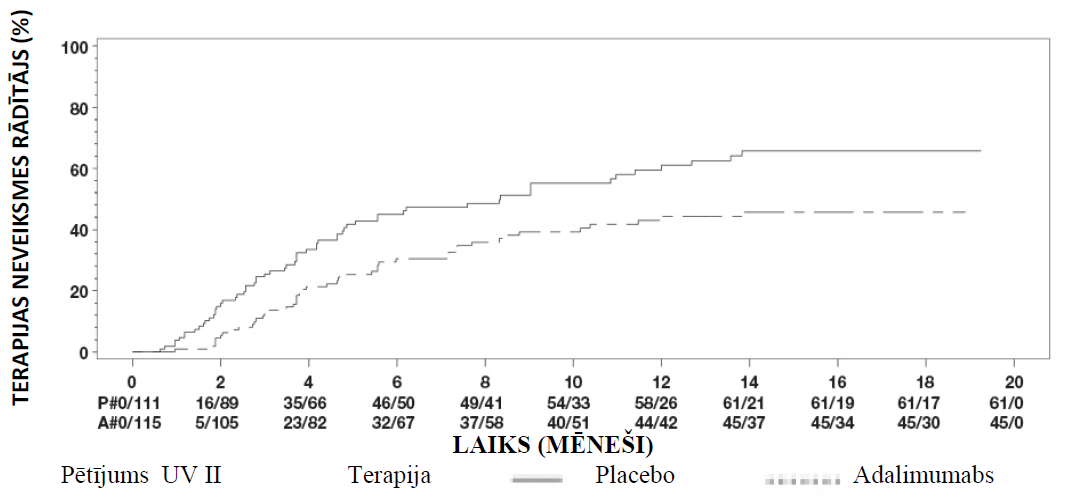 TERAPIJAS NEVEIKSMES RĀDĪTĀJS (%)
100
80
60
40
20
0
0 2 4 6 8 10 12 14 16 18 20
P#0/111 16/89 35/66 46/50 49/41 54/33 58/26 61/21 61/19 61/17 61/0
A#0/115 5/105 23/82 32/67 37/58 40/51 44/42 45/37 45/34 45/30 45/0
LAIKS (MĒNEŠI)
Pētījums UV II Terapija Placebo Adalimumabs